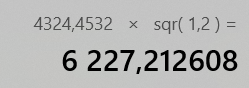 4324,4532 × sqr( 1,2 ) =
6 227,212608